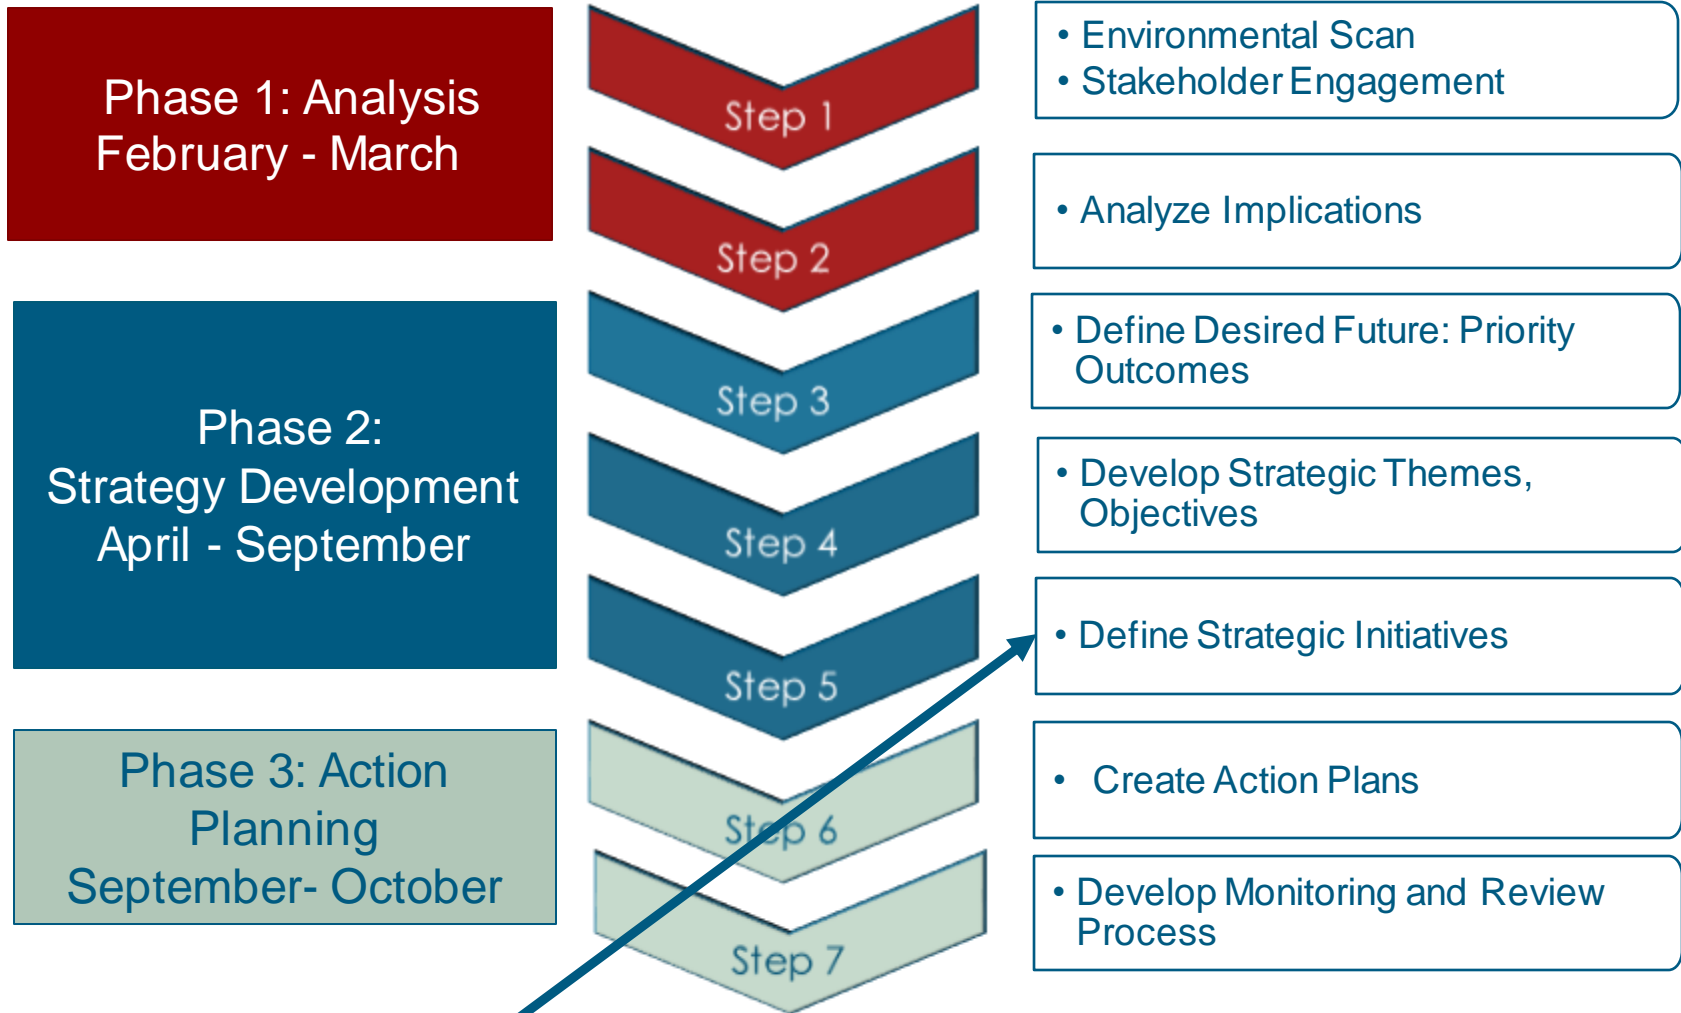 Phase 1: Analysis
February - March
Step 1
• Environmental Scan
• Stakeholder Engagement
Step 2
• Analyze Implications
Phase 2:
Strategy Development
April - September
Step 3
• Define Desired Future: Priority
Outcomes
Step 4
• Develop Strategic Themes,
Objectives
Step 5
• Define Strategic Initiatives
Phase 3: Action
Planning
September- October
Step 6
• Create Action Plans
Step 7
• Develop Monitoring and Review
Process